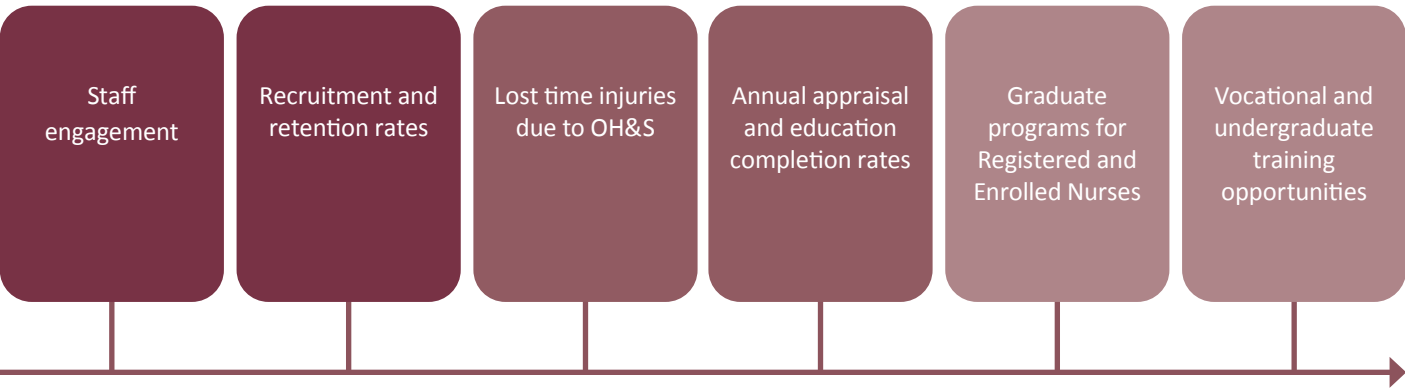 Staff
engagement
Recruitment and
retention rates
Lost time injuries
due to OH&S
Annual appraisal
and education
completion rates
Graduate
programs for
Registered and
Enrolled Nurses
Vocational and
undergraduate
training
opportunities